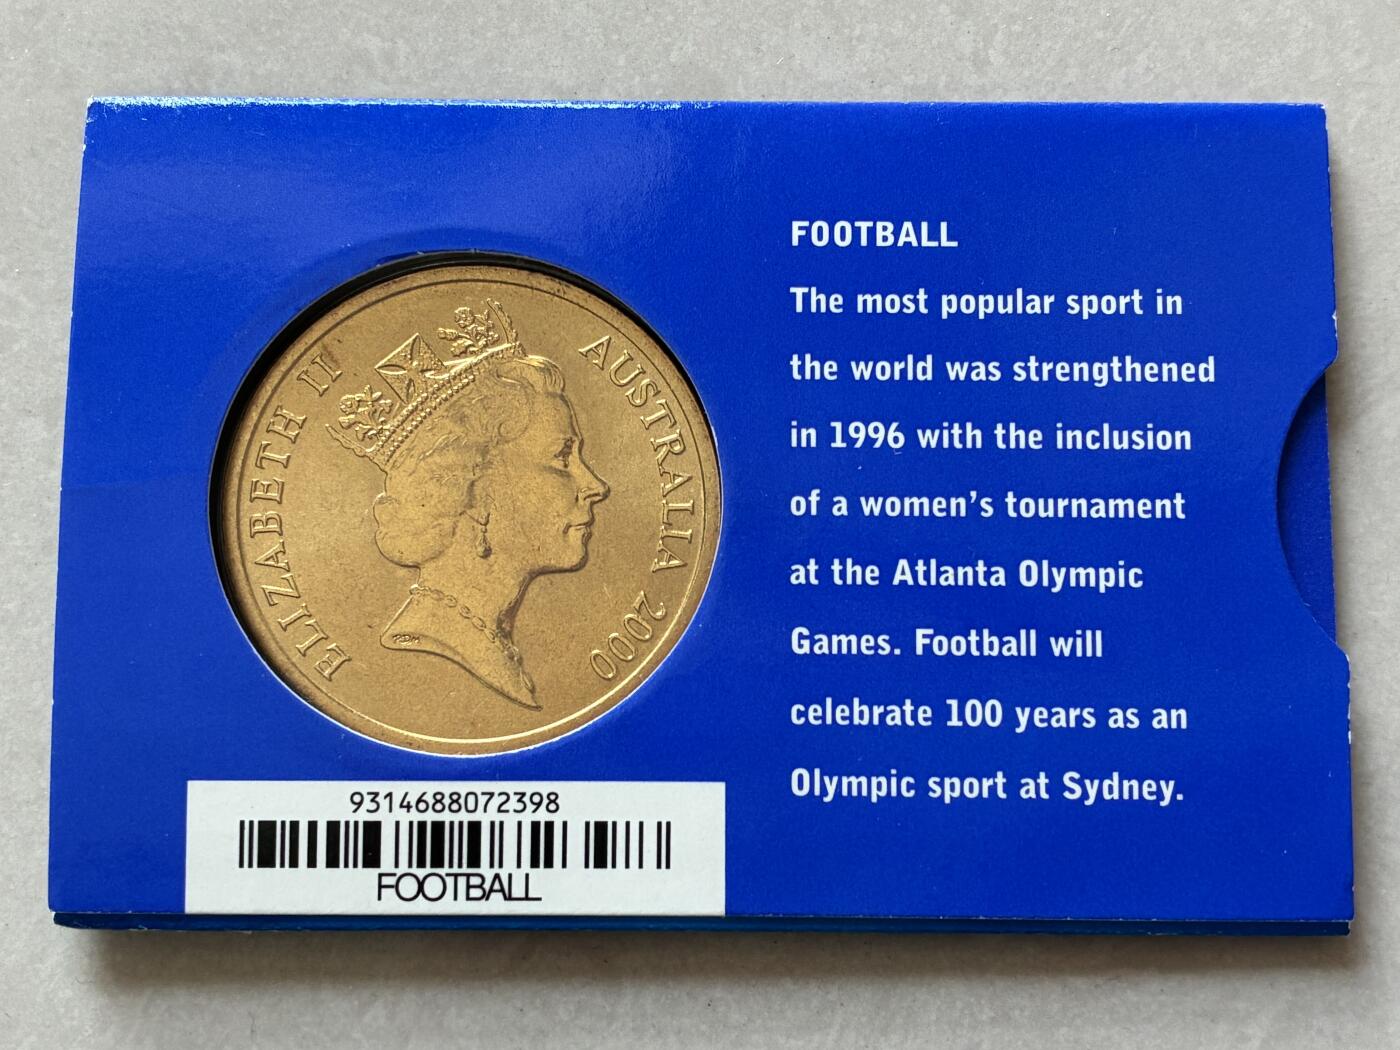 ELIZABETH II
AUSTRALIA 2000
RDM
9314688072398
FOOTBALL
FOOTBALL
The most popular sport in
the world was strengthened
in 1996 with the inclusion
of a women’s tournament
at the Atlanta Olympic
Games. Football will
celebrate 100 years as an
Olympic sport at Sydney.